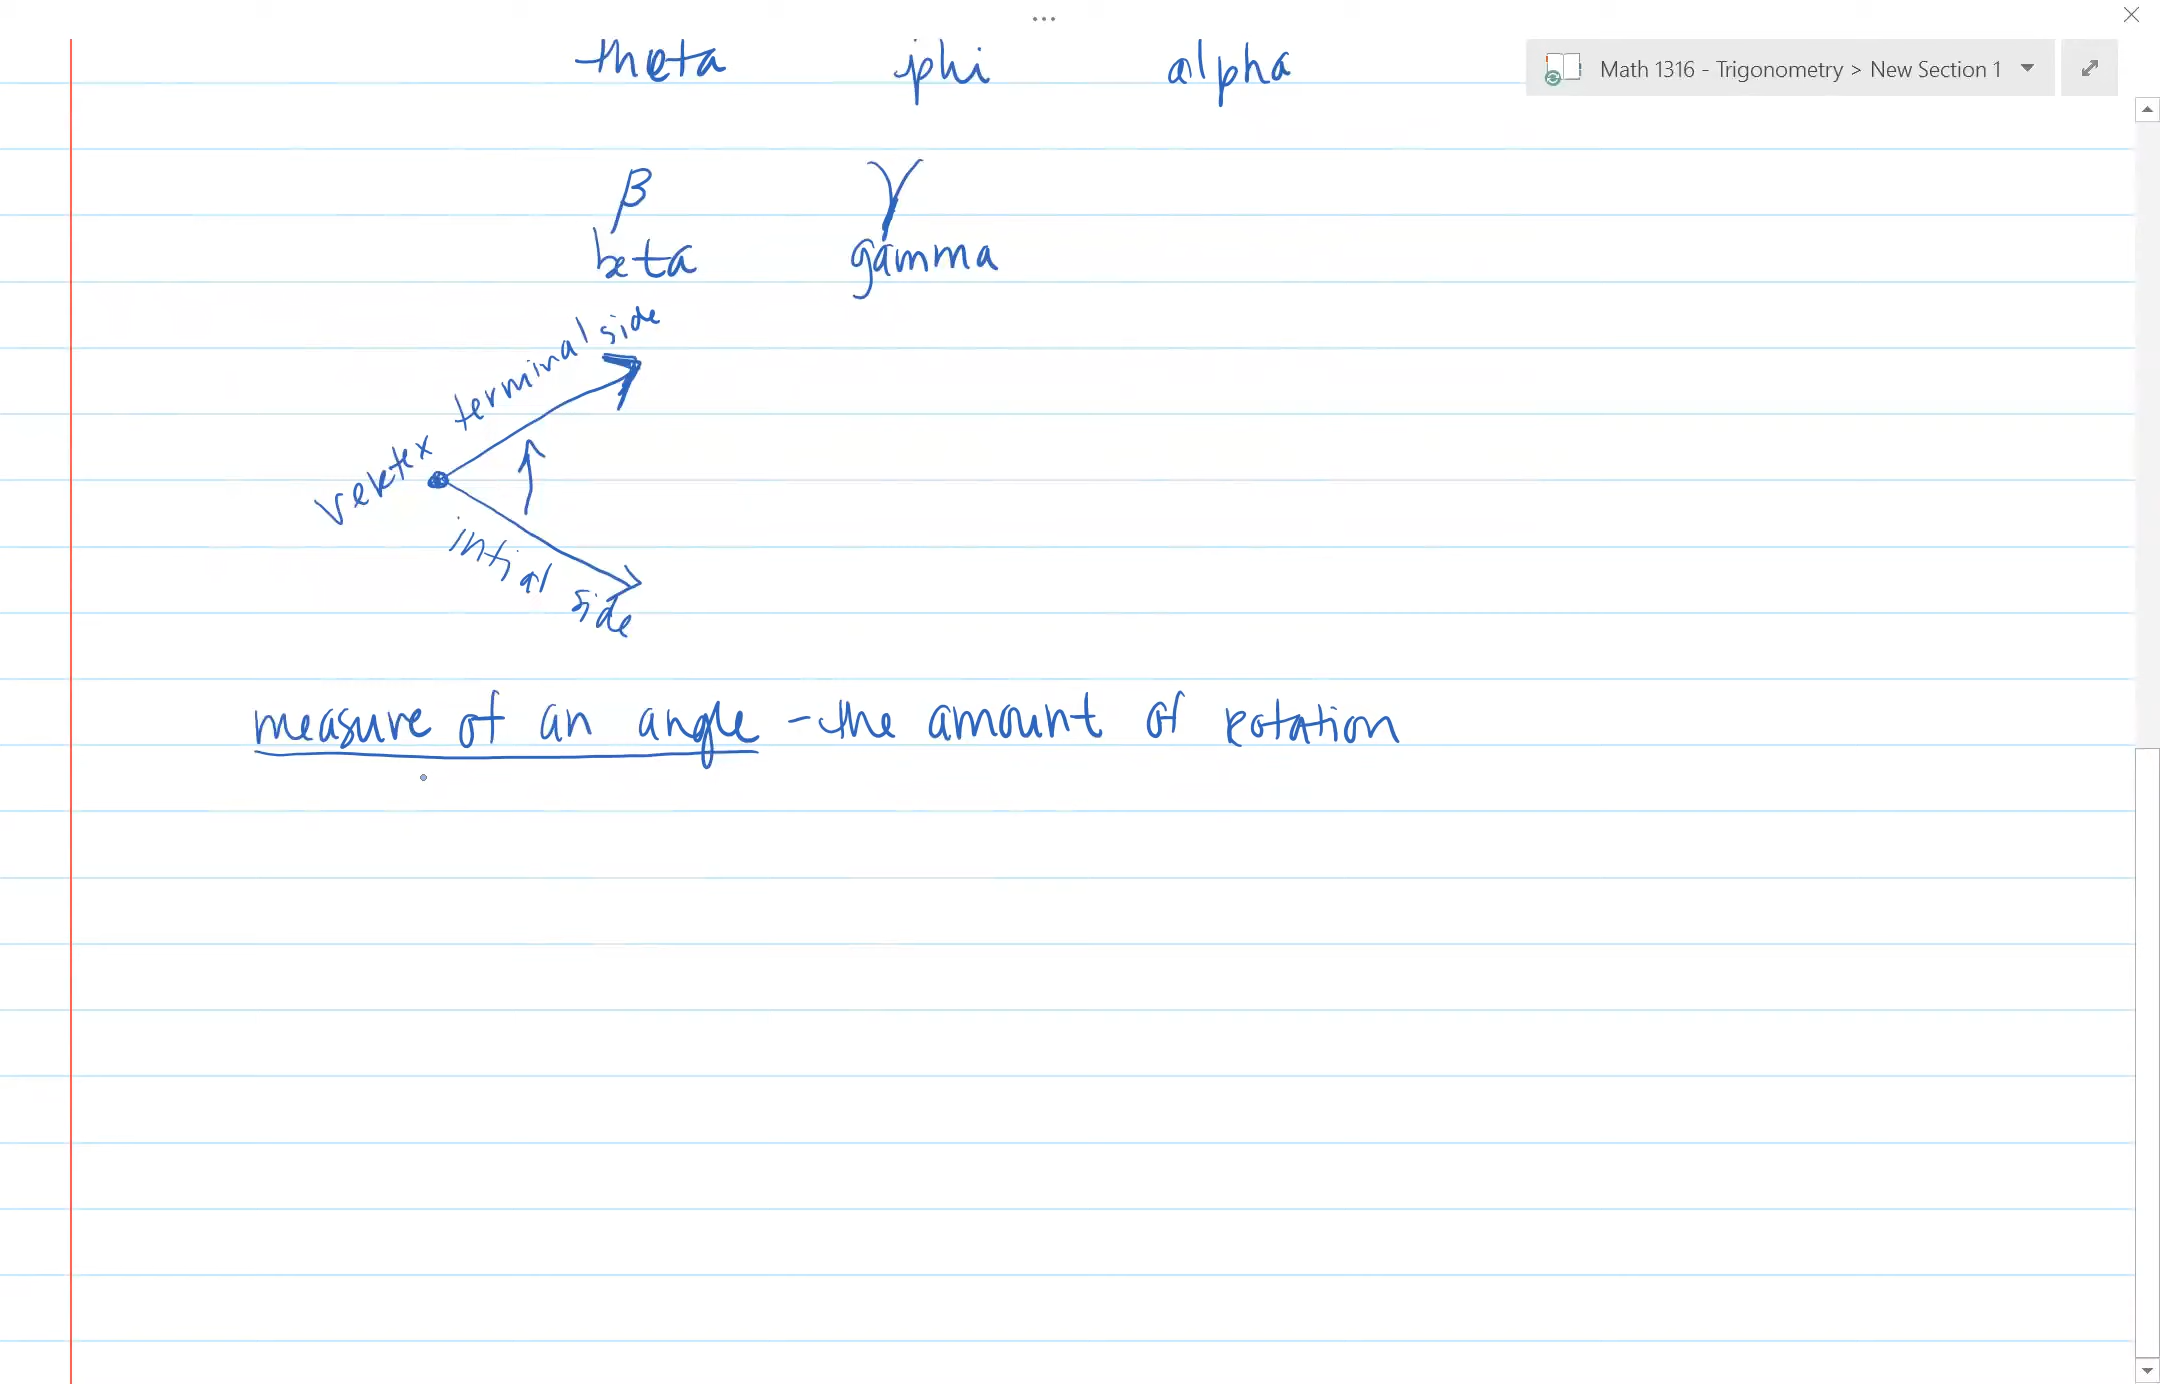 theta phi alpha
Math 1316 - Trigonometry > New Section 1
β γ
beta gamma
terminal side
vertex
intial side
measure of an angle - the amount of rotation